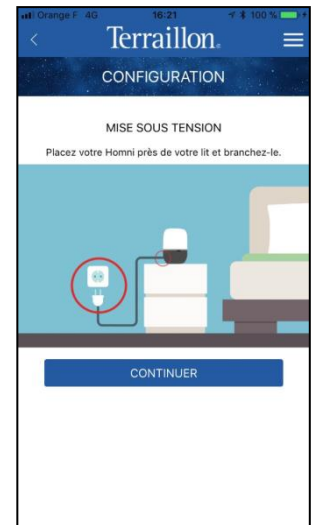 Orange F 4G 16:21 100 %
Terraillon.
CONFIGURATION
MISE SOUS TENSION
Placez votre Homni près de votre lit et branchez-le.
CONTINUER